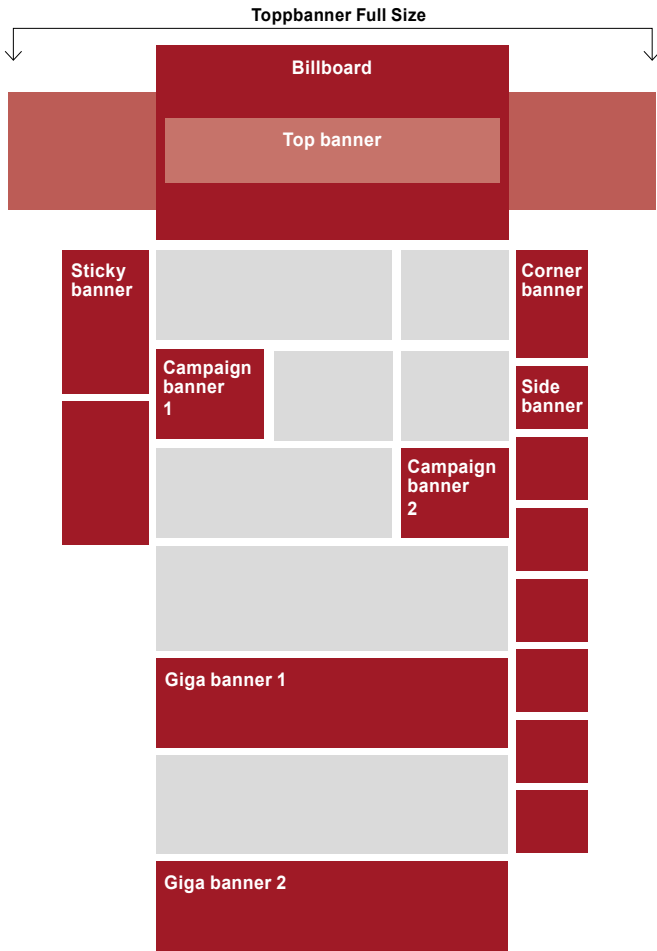 Toppbanner Full Size
Billboard
Top banner
Sticky
banner
Corner
banner
Campaign
banner
1
Side
banner
Campaign
banner
2
Giga banner 1
Giga banner 2